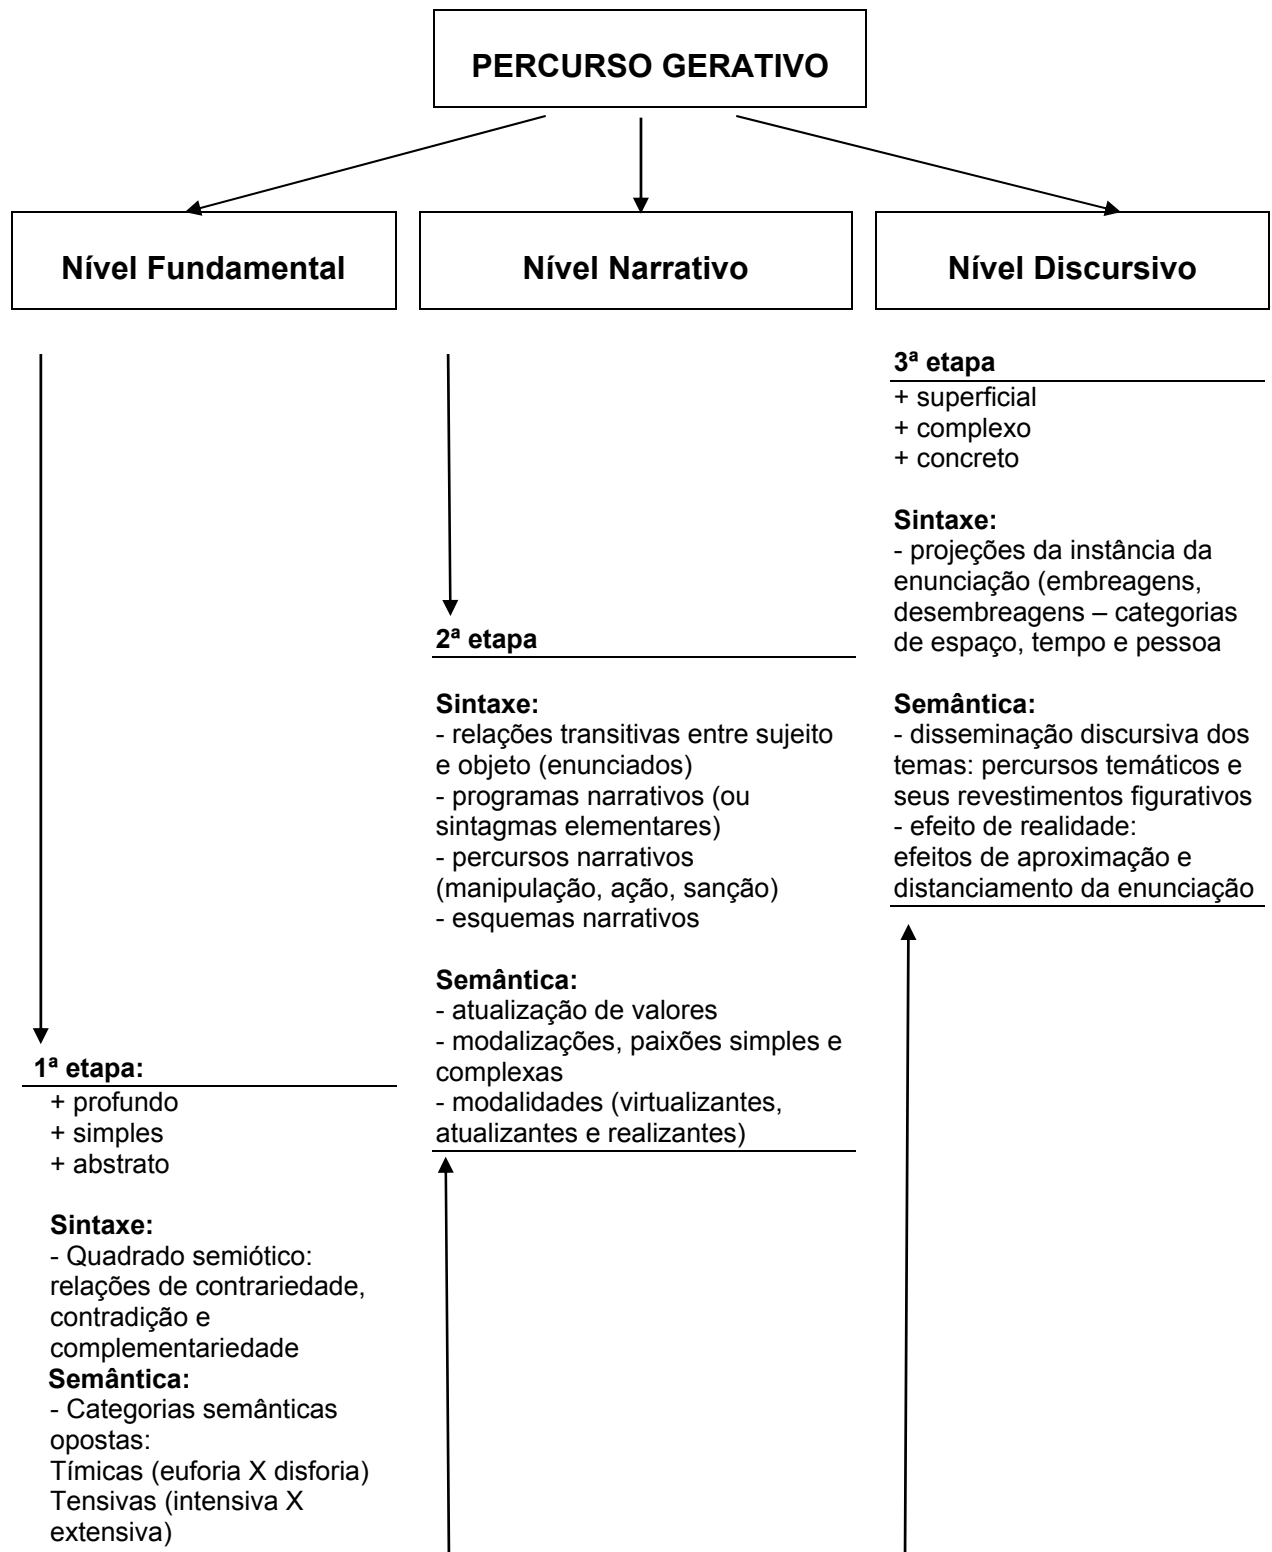 PERCURSO GERATIVO
Nível Fundamental
Nível Narrativo
Nível Discursivo
1ª etapa:
+ profundo
+ simples
+ abstrato
Sintaxe:
- Quadrado semiótico:
relações de contrariedade,
contradição e
complementariedade
Semântica:
- Categorias semânticas
opostas:
Tímicas (euforia X disforia)
Tensivas (intensiva X
extensiva)
2ª etapa
Sintaxe:
- relações transitivas entre sujeito
e objeto (enunciados)
- programas narrativos (ou
sintagmas elementares)
- percursos narrativos
(manipulação, ação, sanção)
- esquemas narrativos
Semântica:
- atualização de valores
- modalizações, paixões simples e
complexas
- modalidades (virtualizantes,
atualizantes e realizantes)
3ª etapa
+ superficial
+ complexo
+ concreto
Sintaxe:
- projeções da instância da
enunciação (embreagens,
desembreagens – categorias
de espaço, tempo e pessoa
Semântica:
- disseminação discursiva dos
temas: percursos temáticos e
seus revestimentos figurativos
- efeito de realidade:
efeitos de aproximação e
distanciamento da enunciação